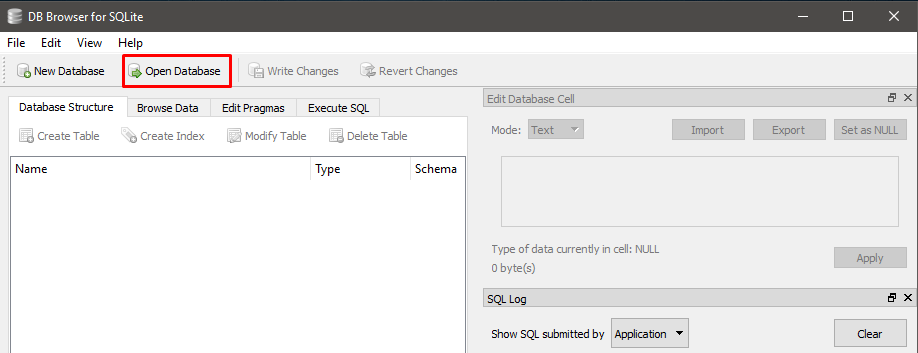 DB Browser for SQLite
File Edit View Help
New Database Open Database Write Changes Revert Changes
Database Structure Browse Data Edit Pragmas Execute SQL
Create Table Create Index Modify Table Delete Table
Name Type Schema
Edit Database Cell
Mode: Text Import Export Set as NULL
Type of data currently in cell: NULL
0 byte(s)
Apply
SQL Log
Show SQL submitted by Application Clear